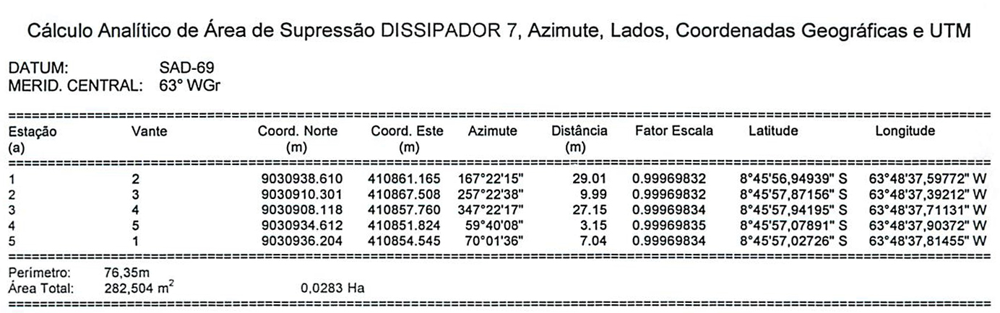 Cálculo Analítico de Área de Supressão DISSIPADOR 7, Azimute, Lados, Coordenadas Geográficas e UTM
DATUM: SAD-69
MERID. CENTRAL: 63° WGr
Estação Vante Coord. Norte Coord. Este Azimute Distância Fator Escala Latitude Longitude
(a) (m) (m) (m)
1 2 9030938.610 410861.165 167°22'15" 29.01 0.99969832 8°45'56,94939" S 63°48'37,59772" W
2 3 9030910.301 410867.508 257°22'38" 9.99 0.99969832 8°45'57,87156" S 63°48'37,39212" W
3 4 9030908.118 410857.760 347°22'17" 27.15 0.99969834 8°45'57,94195" S 63°48'37,71131" W
4 5 9030934.612 410851.824 59°40'08" 3.15 0.99969835 8°45'57,07891" S 63°48'37,90372" W
5 1 9030936.204 410854.545 70°01'36" 7.04 0.99969834 8°45'57,02726" S 63°48'37,81455" W
Perímetro: 76,35m
Área Total: 282,504 m² 0,0283 Ha